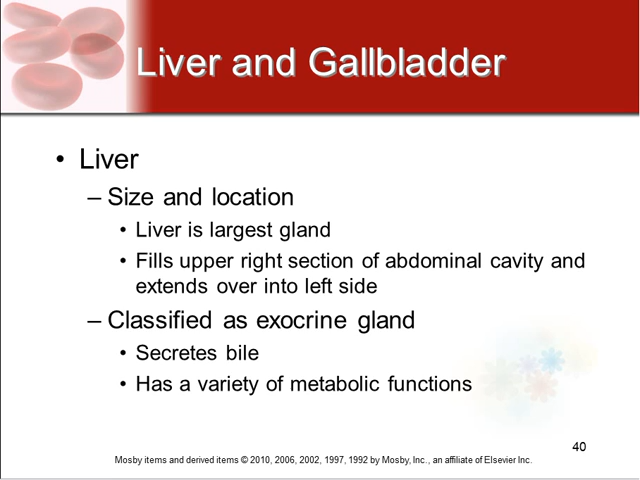 Liver and Gallbladder
• Liver
– Size and location
• Liver is largest gland
• Fills upper right section of abdominal cavity and
extends over into left side
– Classified as exocrine gland
• Secretes bile
• Has a variety of metabolic functions
40
Mosby items and derived items © 2010, 2006, 2002, 1997, 1992 by Mosby, Inc., an affiliate of Elsevier Inc.